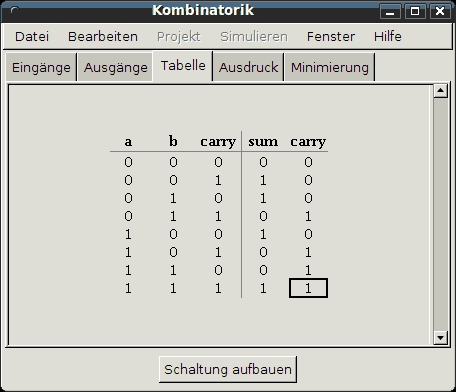 Kombinatorik
Datei Bearbeiten Projekt Simulieren Fenster Hilfe
Eingänge Ausgänge Tabelle Ausdruck Minimierung
a b carry sum carry
0 0 0 0 0
0 0 1 1 0
0 1 0 1 0
0 1 1 0 1
1 0 0 1 0
1 0 1 0 1
1 1 0 0 1
1 1 1 1 1
Schaltung aufbauen